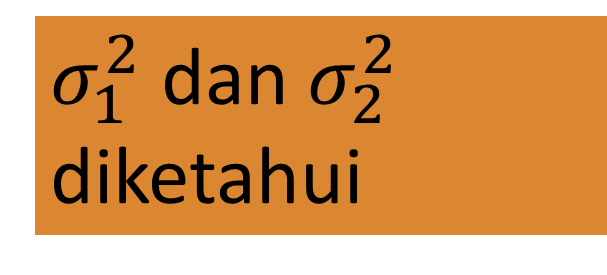 σ₁² dan σ₂²
diketahui